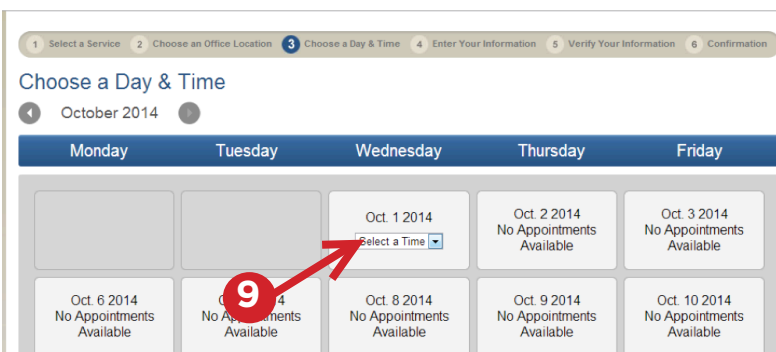 1 Select a Service 2 Choose an Office Location 3 Choose a Day & Time 4 Enter Your Information 5 Verify Your Information 6 Confirmation
Choose a Day & Time
October 2014
Monday Tuesday Wednesday Thursday Friday
Oct. 1 2014
Select a Time
Oct. 2 2014
No Appointments
Available
Oct. 3 2014
No Appointments
Available
9
Oct. 6 2014
No Appointments
Available
4
No
Available
Oct. 8 2014
No Appointments
Available
Oct. 9 2014
No Appointments
Available
Oct. 10 2014
No Appointments
Available